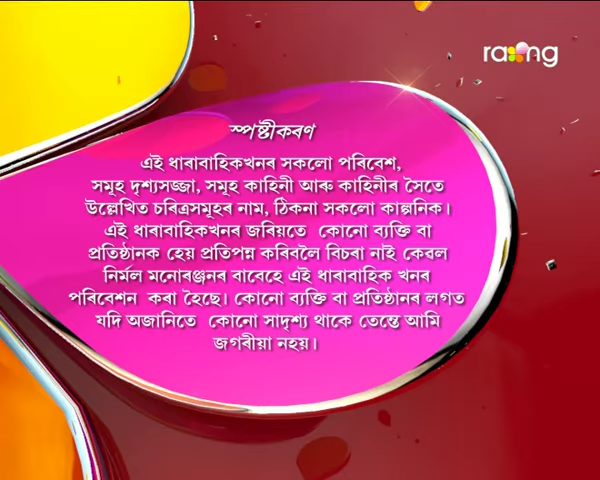 raang
স্পষ্টীকৰণ
এই ধাৰাবাহিকখনৰ সকলো পৰিবেশ,
সমূহ দৃশ্যসজ্জা, সমূহ কাহিনী আৰু কাহিনীৰ সৈতে
উল্লেখিত চৰিত্ৰসমূহৰ নাম, ঠিকনা সকলো কাল্পনিক।
এই ধাৰাবাহিকখনৰ জৰিয়তে কোনো ব্যক্তি বা
প্ৰতিষ্ঠানক হেয় প্ৰতিপন্ন কৰিবলৈ বিচৰা নাই কেৱল
নিৰ্মল মনোৰঞ্জনৰ বাবেহে এই ধাৰাবাহিক খনৰ
পৰিবেশন কৰা হৈছে। কোনো ব্যক্তি বা প্ৰতিষ্ঠানৰ লগত
যদি অজানিতে কোনো সাদৃশ্য থাকে তেন্তে আমি
জগৰীয়া নহয়।